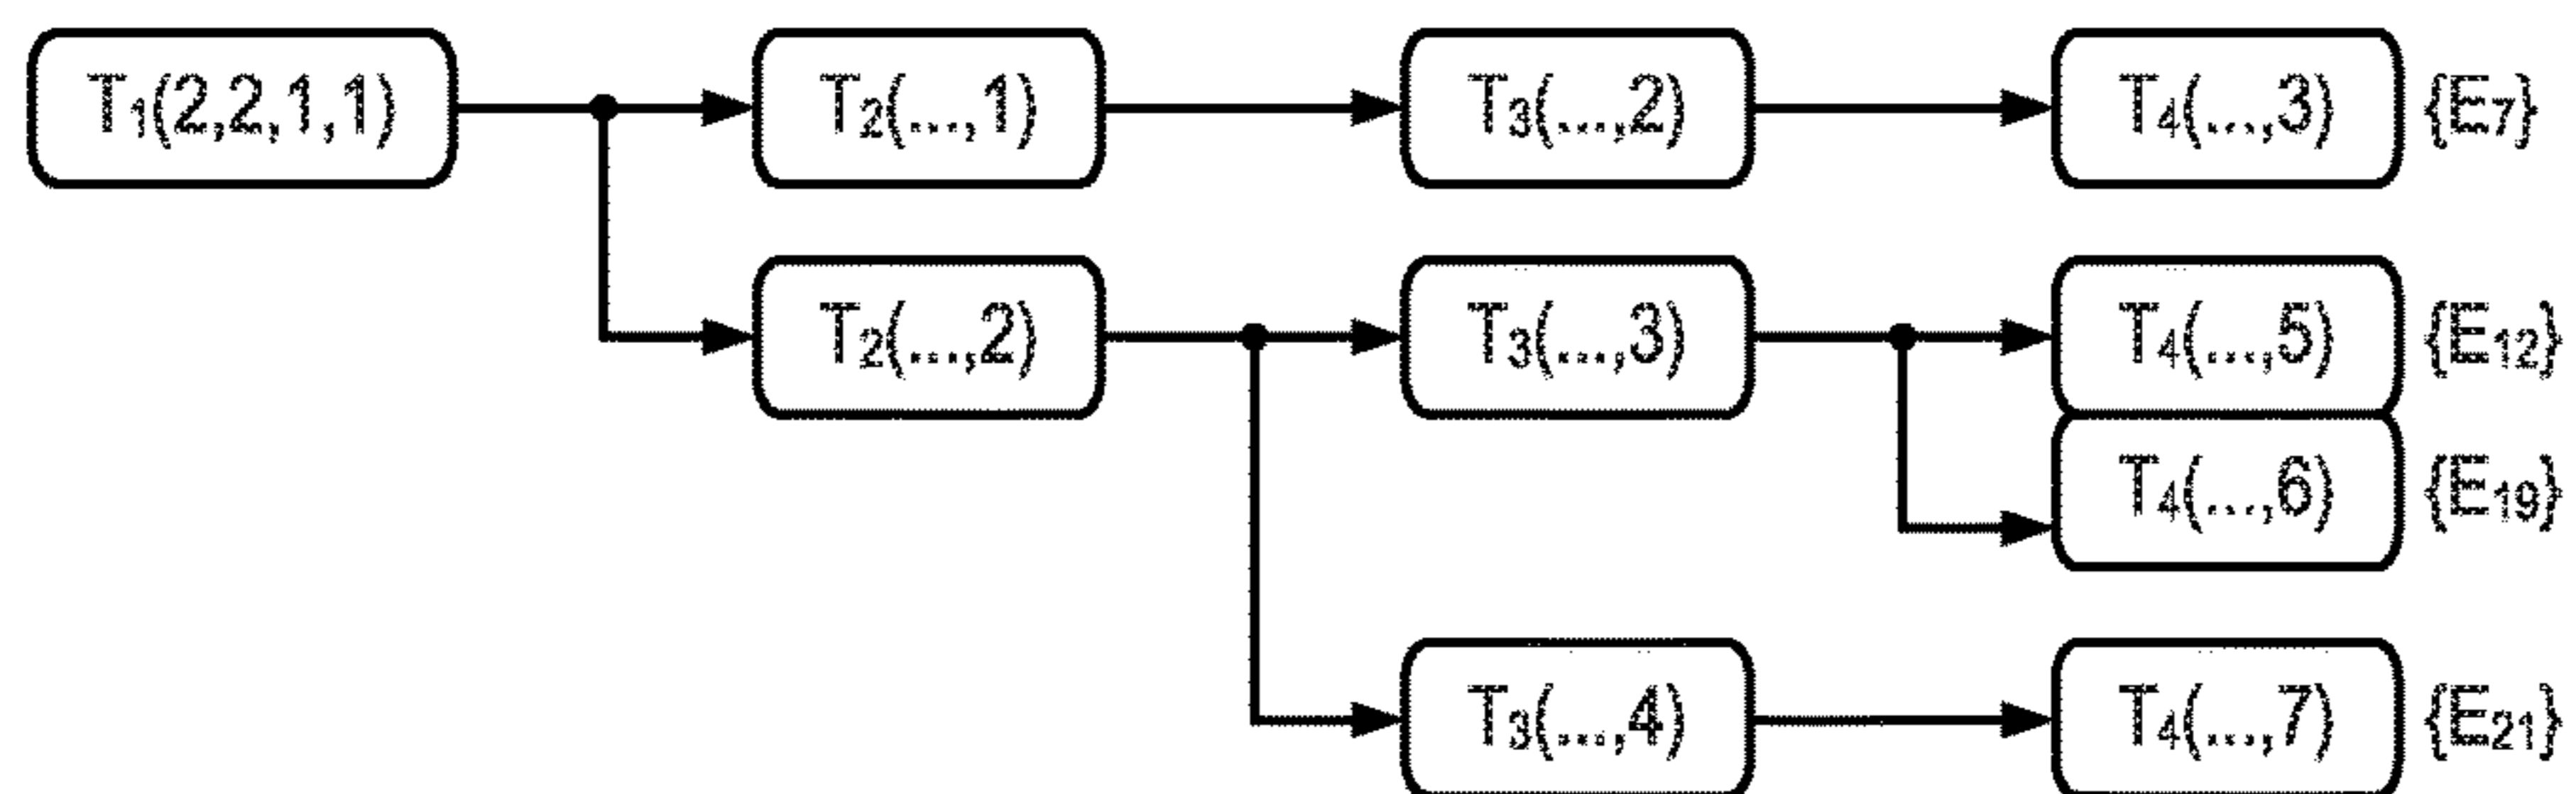 T₁(2,2,1,1) T₂(...,1) T₃(...,2) T₄(...,3) {E₇}
T₂(...,2) T₃(...,3) T₄(...,5) {E₁₂}
T₄(...,6) {E₁₉}
T₃(...,4) T₄(...,7) {E₂₁}